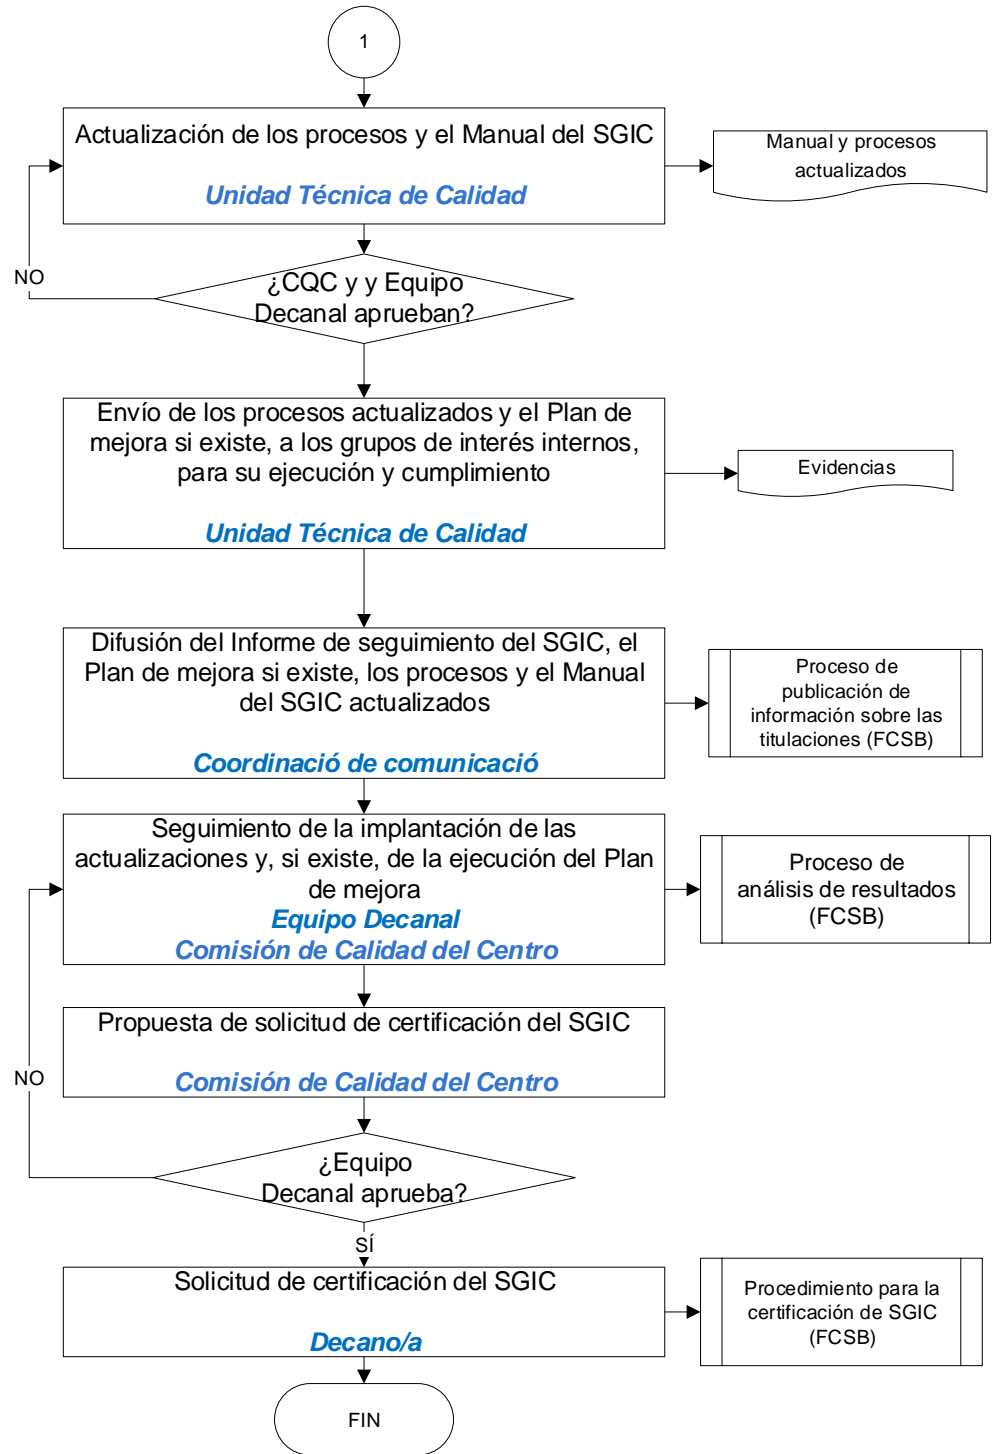 1
Actualización de los procesos y el Manual del SGIC
Unidad Técnica de Calidad
Manual y procesos
actualizados
NO
¿CQC y y Equipo
Decanal aprueban?
Envío de los procesos actualizados y el Plan de
mejora si existe, a los grupos de interés internos,
para su ejecución y cumplimiento
Unidad Técnica de Calidad
Evidencias
Difusión del Informe de seguimiento del SGIC, el
Plan de mejora si existe, los procesos y el Manual
del SGIC actualizados
Coordinació de comunicació
Proceso de
publicación de
información sobre las
titulaciones (FCSB)
Seguimiento de la implantación de las
actualizaciones y, si existe, de la ejecución del Plan
de mejora
Equipo Decanal
Comisión de Calidad del Centro
Proceso de
análisis de resultados
(FCSB)
Propuesta de solicitud de certificación del SGIC
Comisión de Calidad del Centro
NO
¿Equipo
Decanal aprueba?
SÍ
Solicitud de certificación del SGIC
Decano/a
Procedimiento para la
certificación de SGIC
(FCSB)
FIN